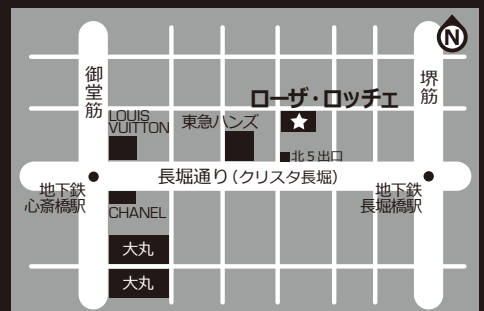 N
御堂筋
堺筋
ローザ・ロッチェ
LOUIS
VUITTON
東急ハンズ
北5出口
長堀通り(クリスタ長堀)
地下鉄
心斎橋駅
地下鉄
長堀橋駅
CHANEL
大丸
大丸